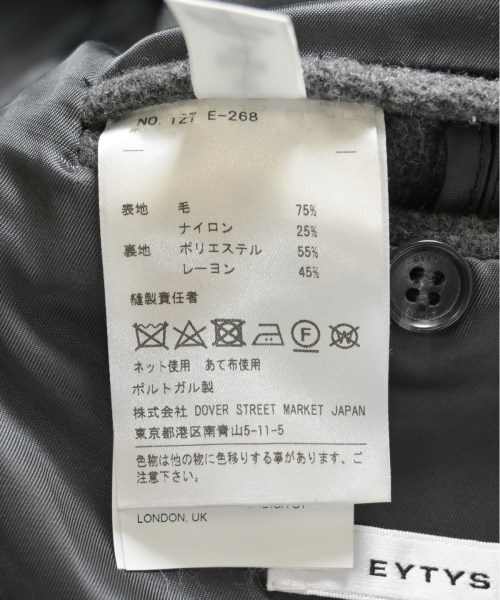 NO. 127 E-268
表地 毛 75%
ナイロン 25%
裏地 ポリエステル 55%
レーヨン 45%
縫製責任者
F W
ネット使用 あて布使用
ポルトガル製
株式会社 DOVER STREET MARKET JAPAN
東京都港区南青山5-11-5
色物は他の物に色移りする事があります、ご
注意下さい。
LONDON, UK
EYTYS